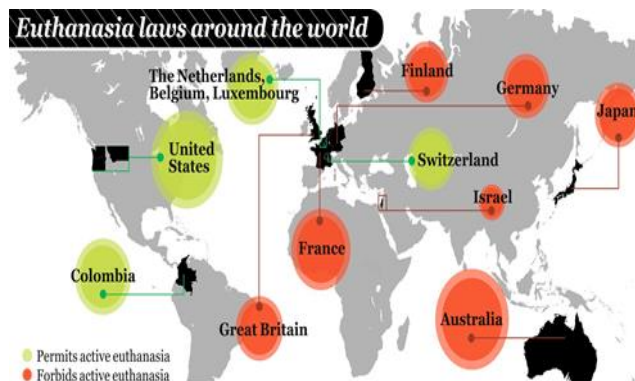 Euthanasia laws around the world
The Netherlands,
Belgium, Luxembourg
Finland
Germany
Japan
United
States
Switzerland
Israel
France
Colombia
Great Britain
Australia
Permits active euthanasia
Forbids active euthanasia